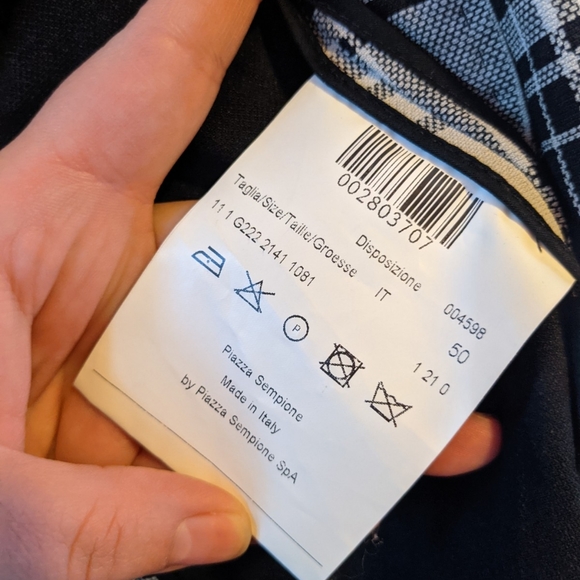 002803707
Disposizione 004598
Taglia/Size/Taille/Groesse IT 50
11 1 G222 2141 1081 1 21 0
P
Piazza Sempione
Made in Italy
by Piazza Sempione SpA